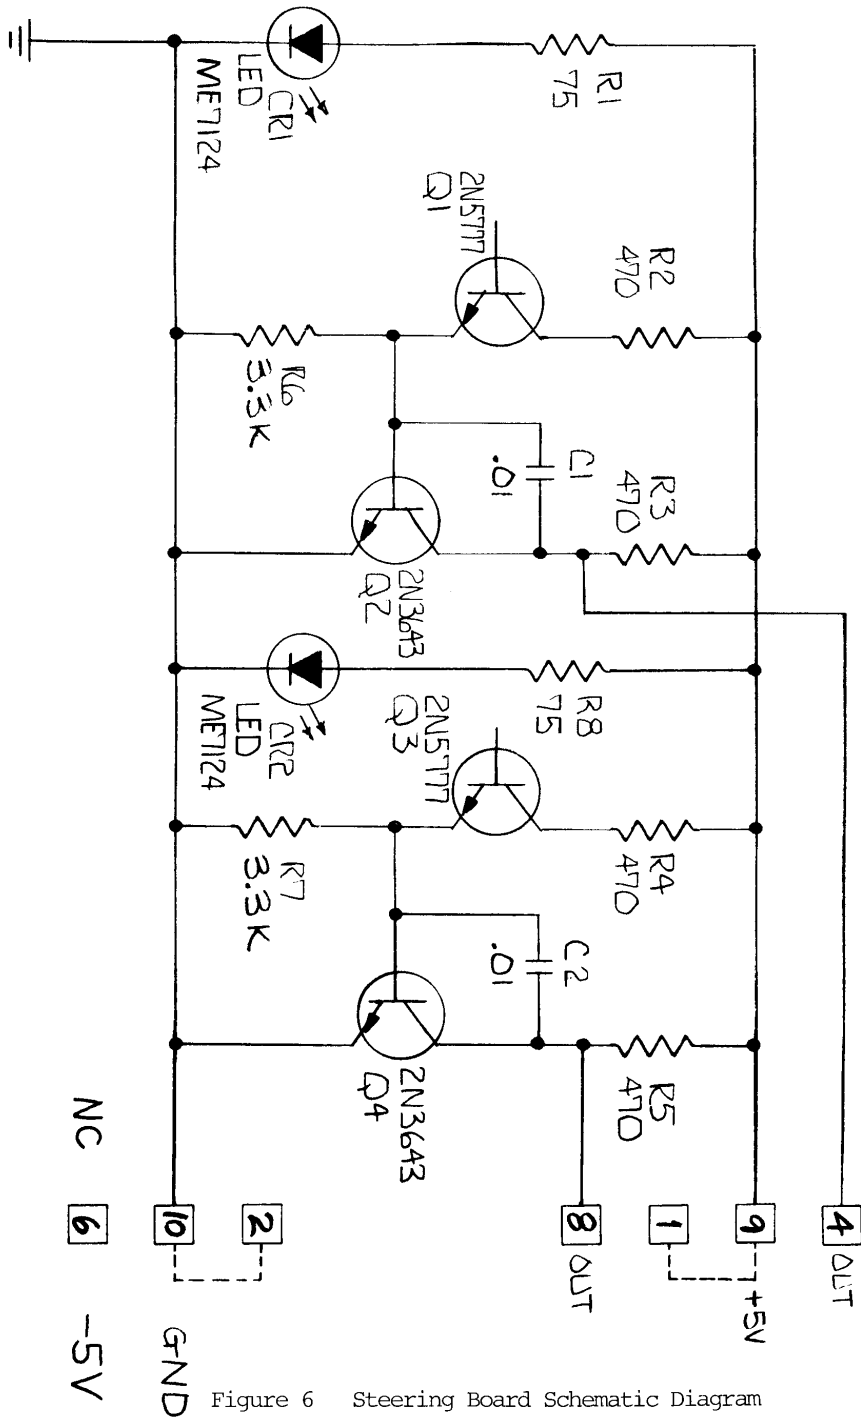 R1
75
CR1
LED
ME7124
2N5777
Q1
R2
470
R6
3.3K
C1
.01
R3
470
2N3643
Q2
R8
75
CR2
LED
ME7124
2N5777
Q3
R4
470
R7
3.3K
C2
.01
R5
470
2N3643
Q4
4 OUT
9 +5V
1
8 OUT
2
10 GND
NC 6 -5V
Figure 6 Steering Board Schematic Diagram